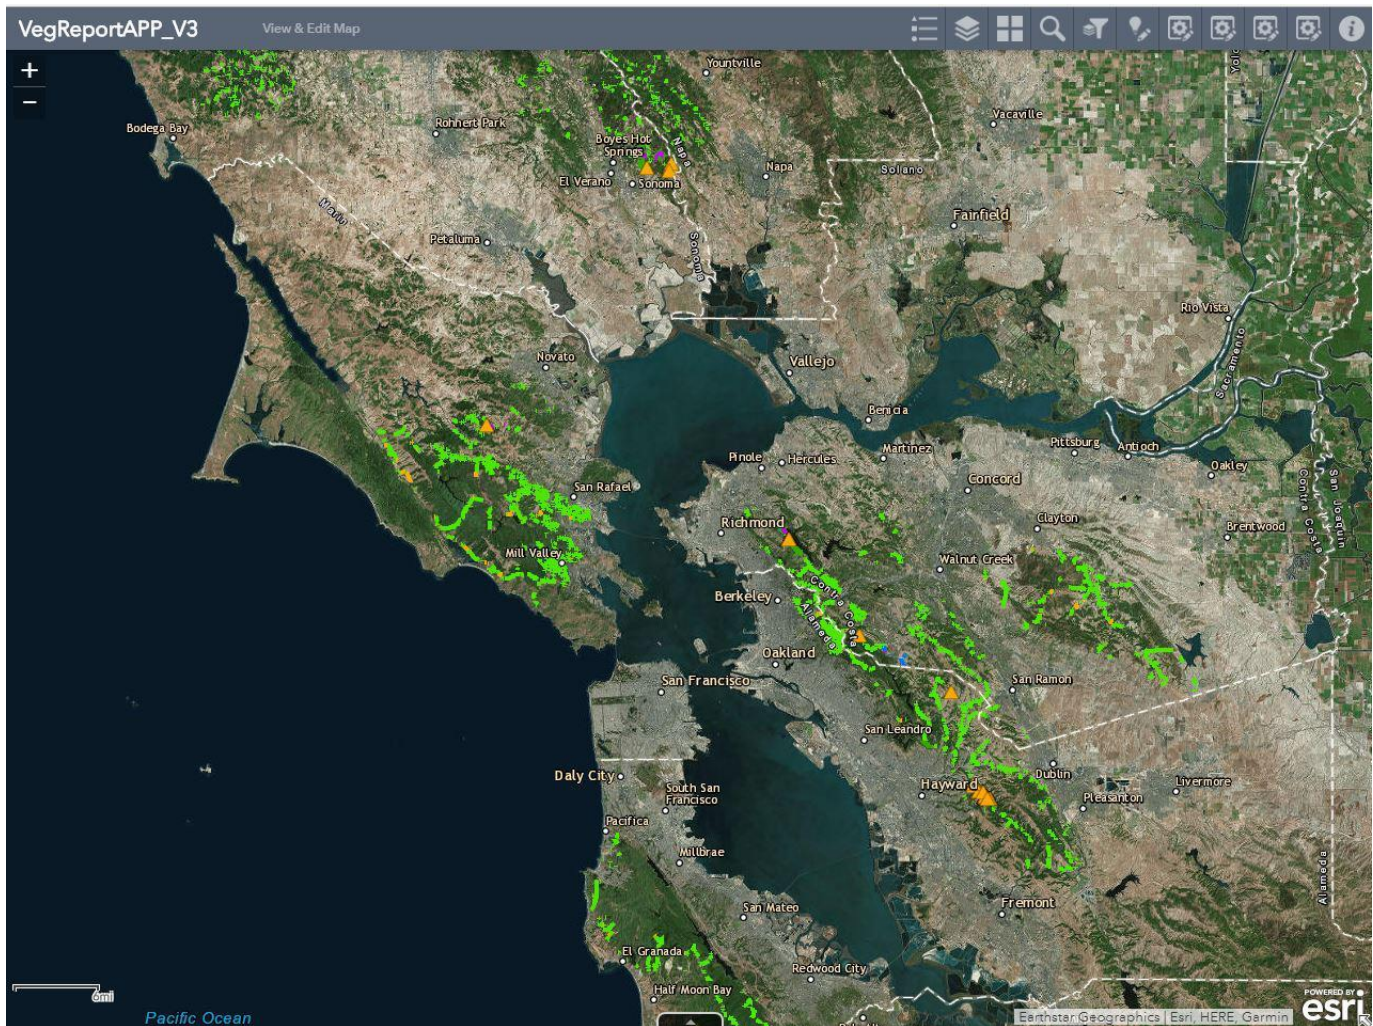 VegReportAPP_V3
View & Edit Map
+
−
Yountville
Vacaville
Bodega Bay
Rohnert Park
Boyes Hot
Springs
Napa
El Verano
Sonoma
Napa
Solano
Marin
Fairfield
Petaluma
Sonoma
Rio Vista
Sacramento
Novato
Vallejo
Benicia
Pittsburg
Antioch
Martinez
Pinole
Hercules
Oakley
Concord
San Rafael
Contra Costa
San Joaquin
Richmond
Clayton
Brentwood
Mill Valley
Walnut Creek
Berkeley
Contra Costa
Alameda
Oakland
San Francisco
San Ramon
San Leandro
Daly City
Dublin
Hayward
Livermore
South San
Francisco
Pleasanton
Pacifica
Millbrae
Alameda
Fremont
San Mateo
El Granada
Redwood City
Half Moon Bay
6mi
Pacific Ocean
POWERED BY
esri
Earthstar Geographics | Esri, HERE, Garmin